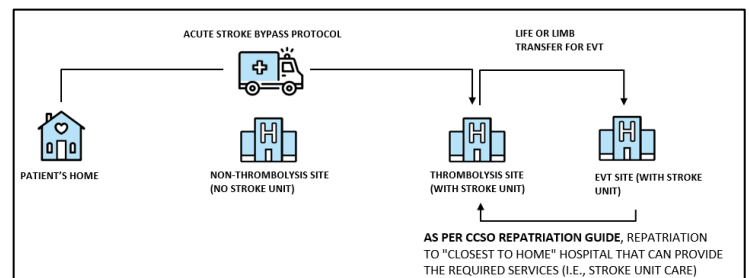 ACUTE STROKE BYPASS PROTOCOL
LIFE OR LIMB
TRANSFER FOR EVT
H
H
H
PATIENT'S HOME
NON-THROMBOLYSIS SITE
(NO STROKE UNIT)
THROMBOLYSIS SITE
(WITH STROKE UNIT)
EVT SITE (WITH STROKE
UNIT)
AS PER CCSO REPATRIATION GUIDE, REPATRIATION
TO "CLOSEST TO HOME" HOSPITAL THAT CAN PROVIDE
THE REQUIRED SERVICES (I.E., STROKE UNIT CARE)